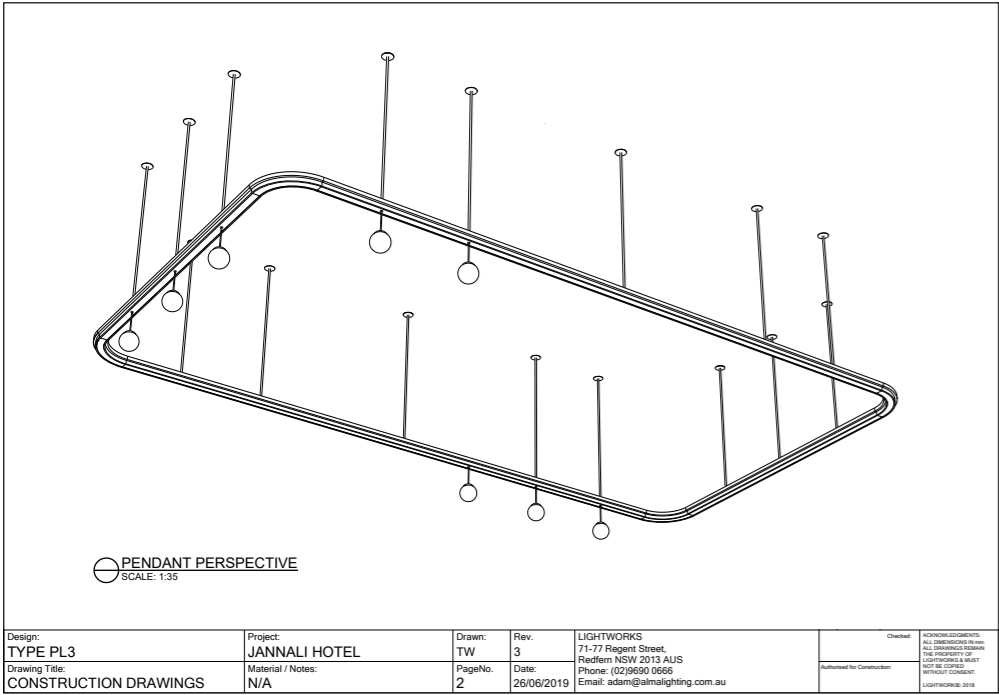 PENDANT PERSPECTIVE
SCALE: 1:35
Design:
TYPE PL3
Project:
JANNALI HOTEL
Drawn:
TW
Rev.
3
Drawing Title:
CONSTRUCTION DRAWINGS
Material / Notes:
N/A
PageNo.
2
Date:
26/06/2019
LIGHTWORKS
71-77 Regent Street,
Redfern NSW 2013 AUS
Phone: (02)9690 0666
Email: adam@almalighting.com.au
Checked:
Authorised for Construction:
ACKNOWLEDGMENTS:
ALL DIMENSIONS IN mm.
ALL DRAWINGS REMAIN
THE PROPERTY OF
LIGHTWORKS & MUST
NOT BE COPIED
WITHOUT CONSENT.
LIGHTWORKS© 2018